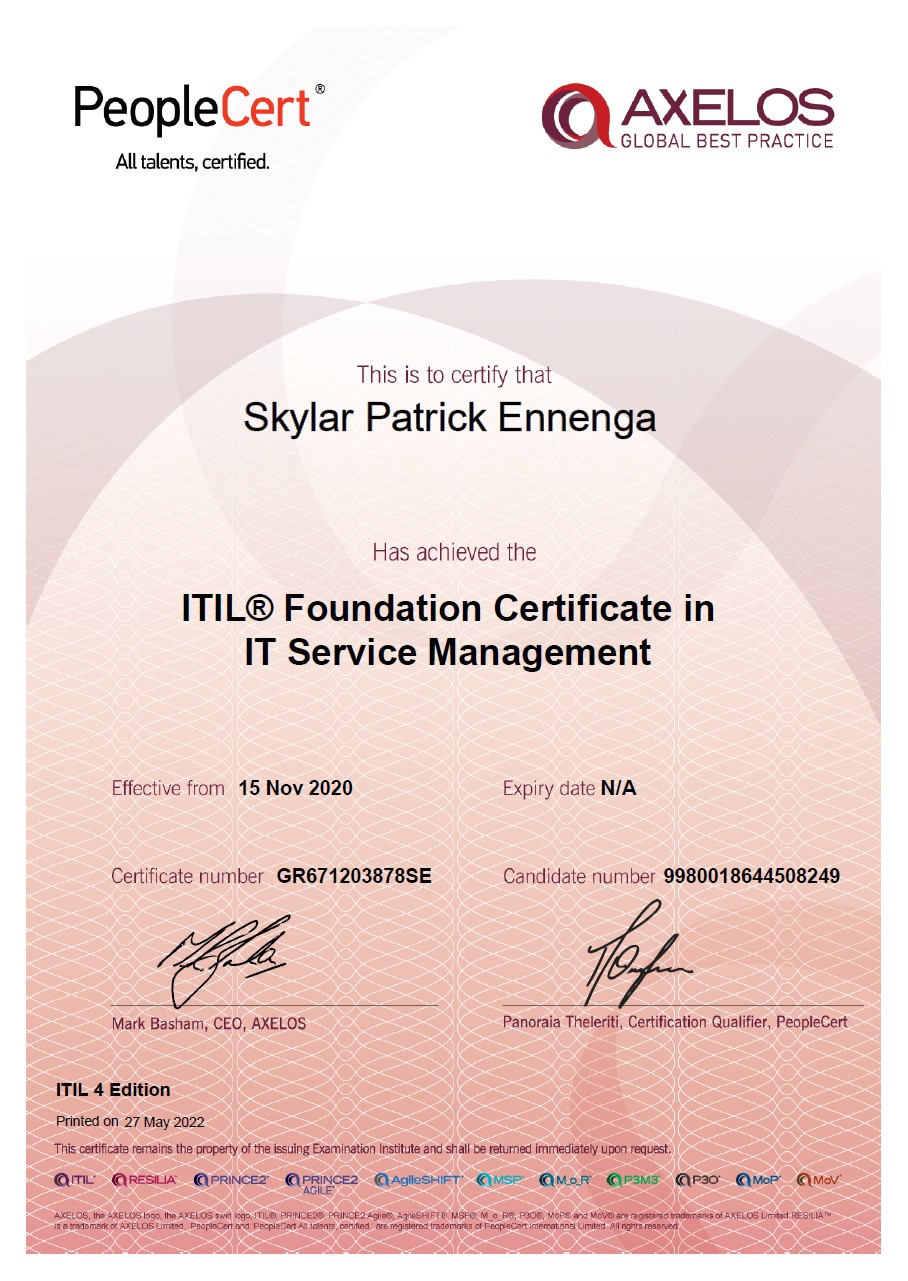 PeopleCert®
All talents, certified.
AXELOS
GLOBAL BEST PRACTICE
This is to certify that
Skylar Patrick Ennenga
Has achieved the
ITIL® Foundation Certificate in
IT Service Management
Effective from 15 Nov 2020
Expiry date N/A
Certificate number GR671203878SE
Candidate number 9980018644508249
Mark Basham, CEO, AXELOS
Panoraia Theleriti, Certification Qualifier, PeopleCert
ITIL 4 Edition
Printed on 27 May 2022
This certificate remains the property of the issuing Examination Institute and shall be returned immediately upon request.
ITIL® RESILIA® PRINCE2® PRINCE2 AGILE® AgileSHIFT® MSP® M_o_R® P3M3® P3O® MoP® MoV®
AXELOS, the AXELOS logo, the AXELOS swirl logo, ITIL®, PRINCE2®, PRINCE2 Agile®, AgileSHIFT®, MSP®, M_o_R®, P3O®, MoP® and MoV® are registered trademarks of AXELOS Limited.RESILIA™
is a trademark of AXELOS Limited. PeopleCert and 'PeopleCert All talents, certified.' are registered trademarks of PeopleCert International Limited. All rights reserved.